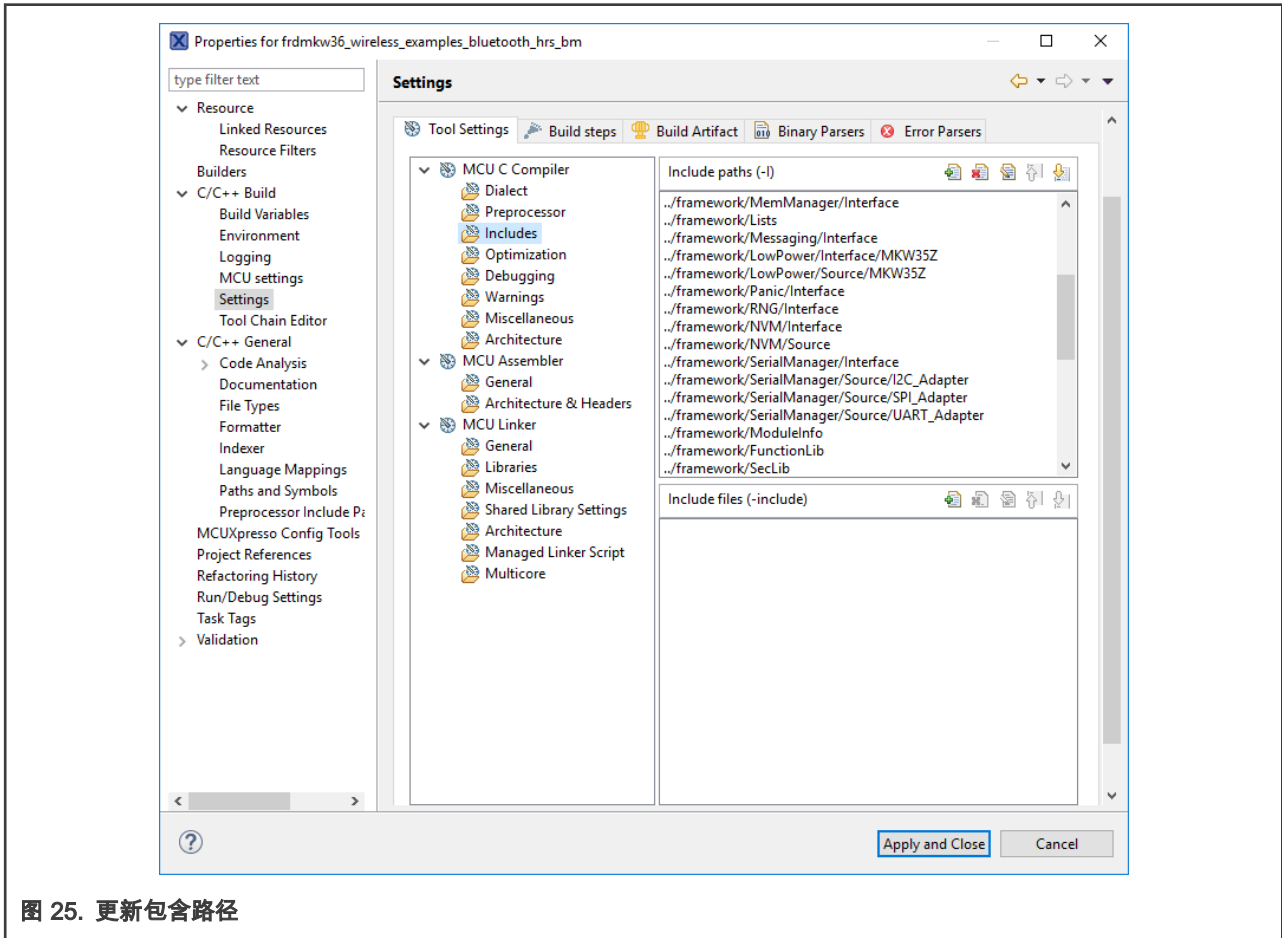 Properties for frdmkw36_wireless_examples_bluetooth_hrs_bm
type filter text
Resource
Linked Resources
Resource Filters
Builders
C/C++ Build
Build Variables
Environment
Logging
MCU settings
Settings
Tool Chain Editor
C/C++ General
Code Analysis
Documentation
File Types
Formatter
Indexer
Language Mappings
Paths and Symbols
Preprocessor Include Pa
MCUXpresso Config Tools
Project References
Refactoring History
Run/Debug Settings
Task Tags
Validation
Settings
Tool Settings
Build steps
Build Artifact
Binary Parsers
Error Parsers
MCU C Compiler
Dialect
Preprocessor
Includes
Optimization
Debugging
Warnings
Miscellaneous
Architecture
MCU Assembler
General
Architecture & Headers
MCU Linker
General
Libraries
Miscellaneous
Shared Library Settings
Architecture
Managed Linker Script
Multicore
Include paths (-I)
../framework/MemManager/Interface
../framework/Lists
../framework/Messaging/Interface
../framework/LowPower/Interface/MKW35Z
../framework/LowPower/Source/MKW35Z
../framework/Panic/Interface
../framework/RNG/Interface
../framework/NVM/Interface
../framework/NVM/Source
../framework/SerialManager/Interface
../framework/SerialManager/Source/I2C_Adapter
../framework/SerialManager/Source/SPI_Adapter
../framework/SerialManager/Source/UART_Adapter
../framework/ModuleInfo
../framework/FunctionLib
../framework/SecLib
Include files (-include)
Apply and Close
Cancel
图 25. 更新包含路径